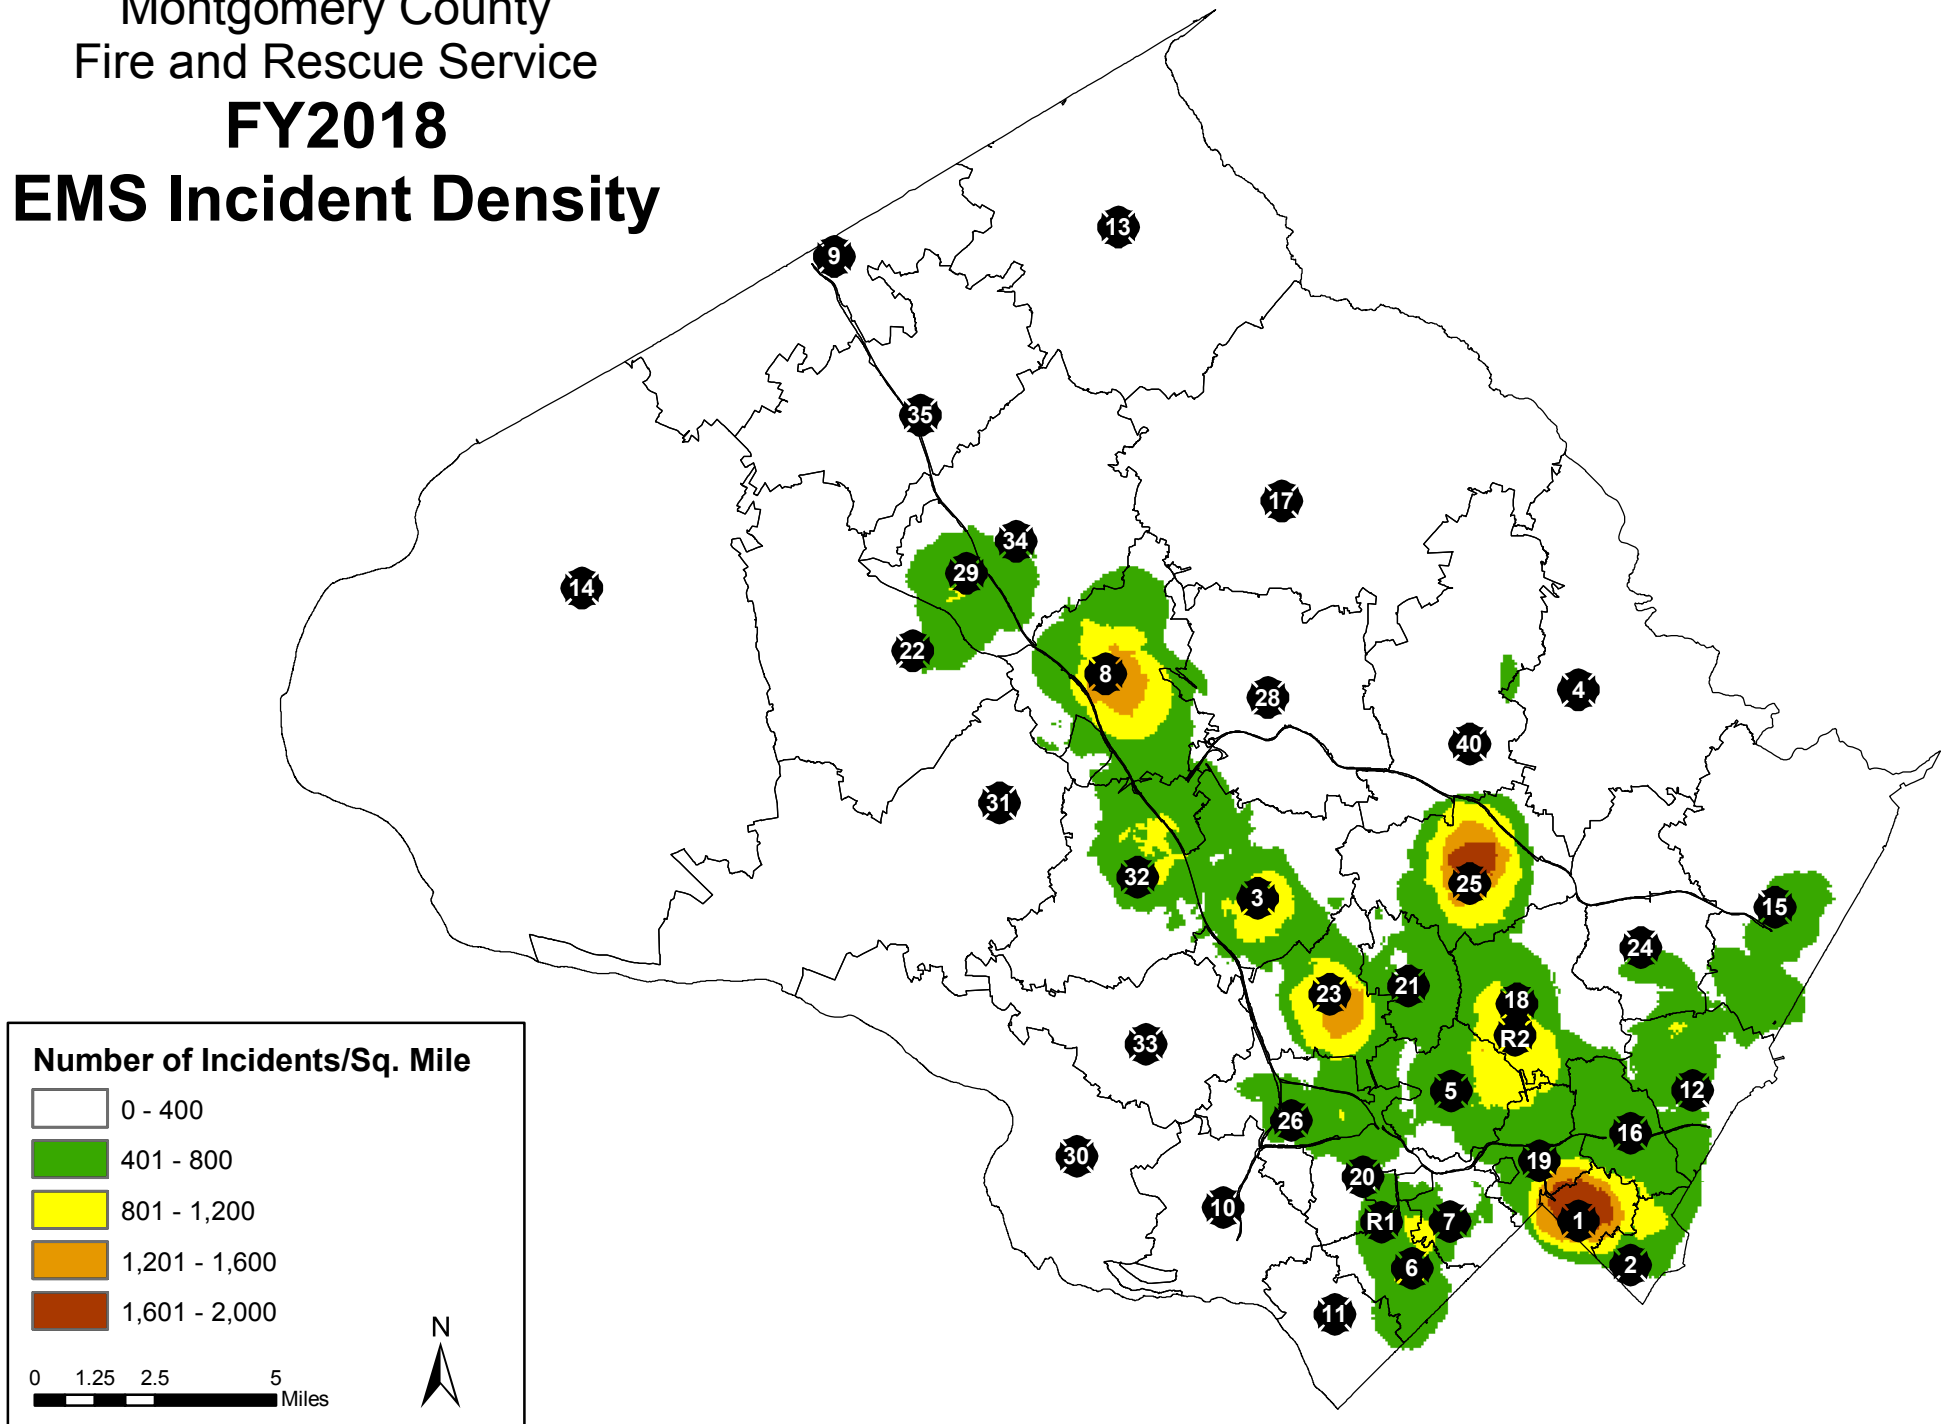 Montgomery County
Fire and Rescue Service
FY2018
EMS Incident Density
13
9
35
17
34
29
14
22
8
28
4
40
31
32
25
3
15
24
23
21
18
R2
33
5
12
26
16
30
19
20
10
R1
7
1
6
2
11
Number of Incidents/Sq. Mile
0 - 400
401 - 800
801 - 1,200
1,201 - 1,600
1,601 - 2,000
N
0 1.25 2.5 5
Miles